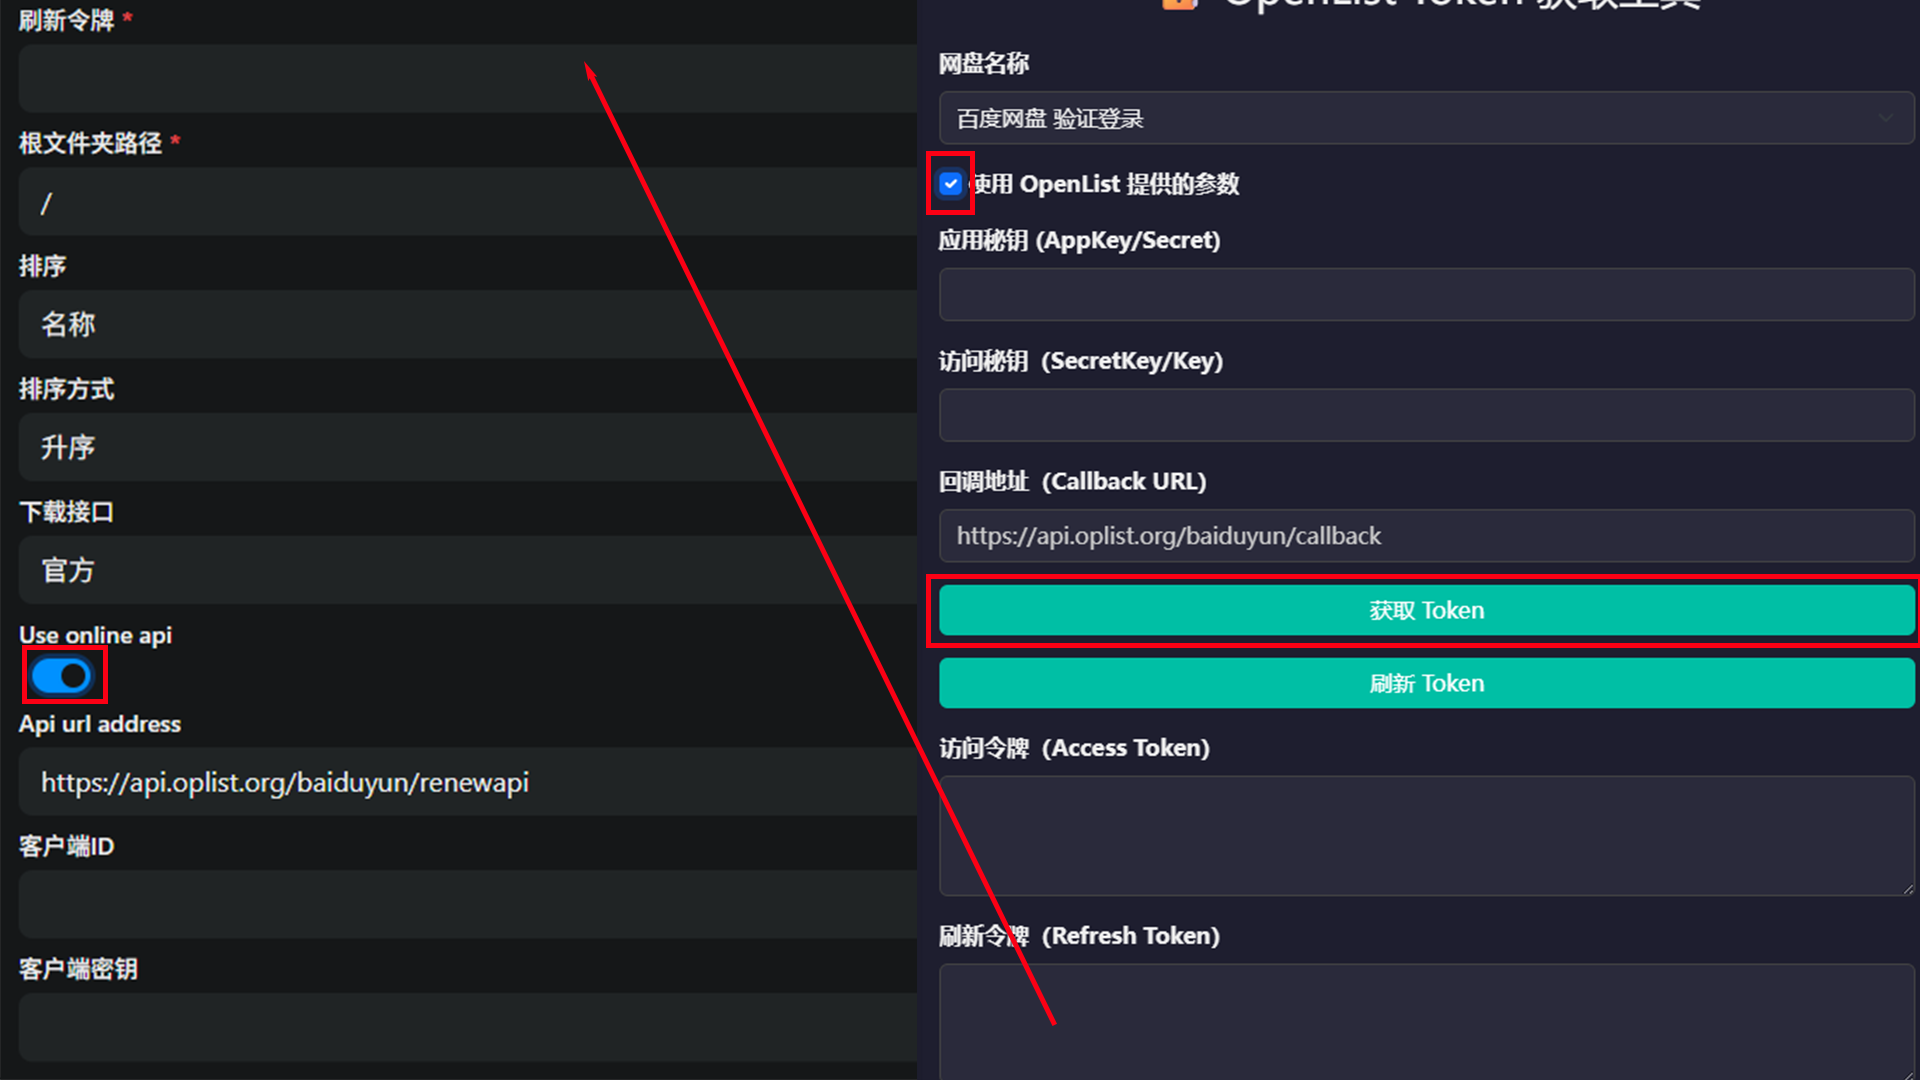 刷新令牌 *
根文件夹路径 *
/
排序
名称
排序方式
升序
下载接口
官方
Use online api
Api url address
https://api.oplist.org/baiduyun/renewapi
客户端ID
客户端密钥
OpenList Token 获取工具
网盘名称
百度网盘 验证登录
使用 OpenList 提供的参数
应用秘钥 (AppKey/Secret)
访问秘钥 (SecretKey/Key)
回调地址 (Callback URL)
https://api.oplist.org/baiduyun/callback
获取 Token
刷新 Token
访问令牌 (Access Token)
刷新令牌 (Refresh Token)